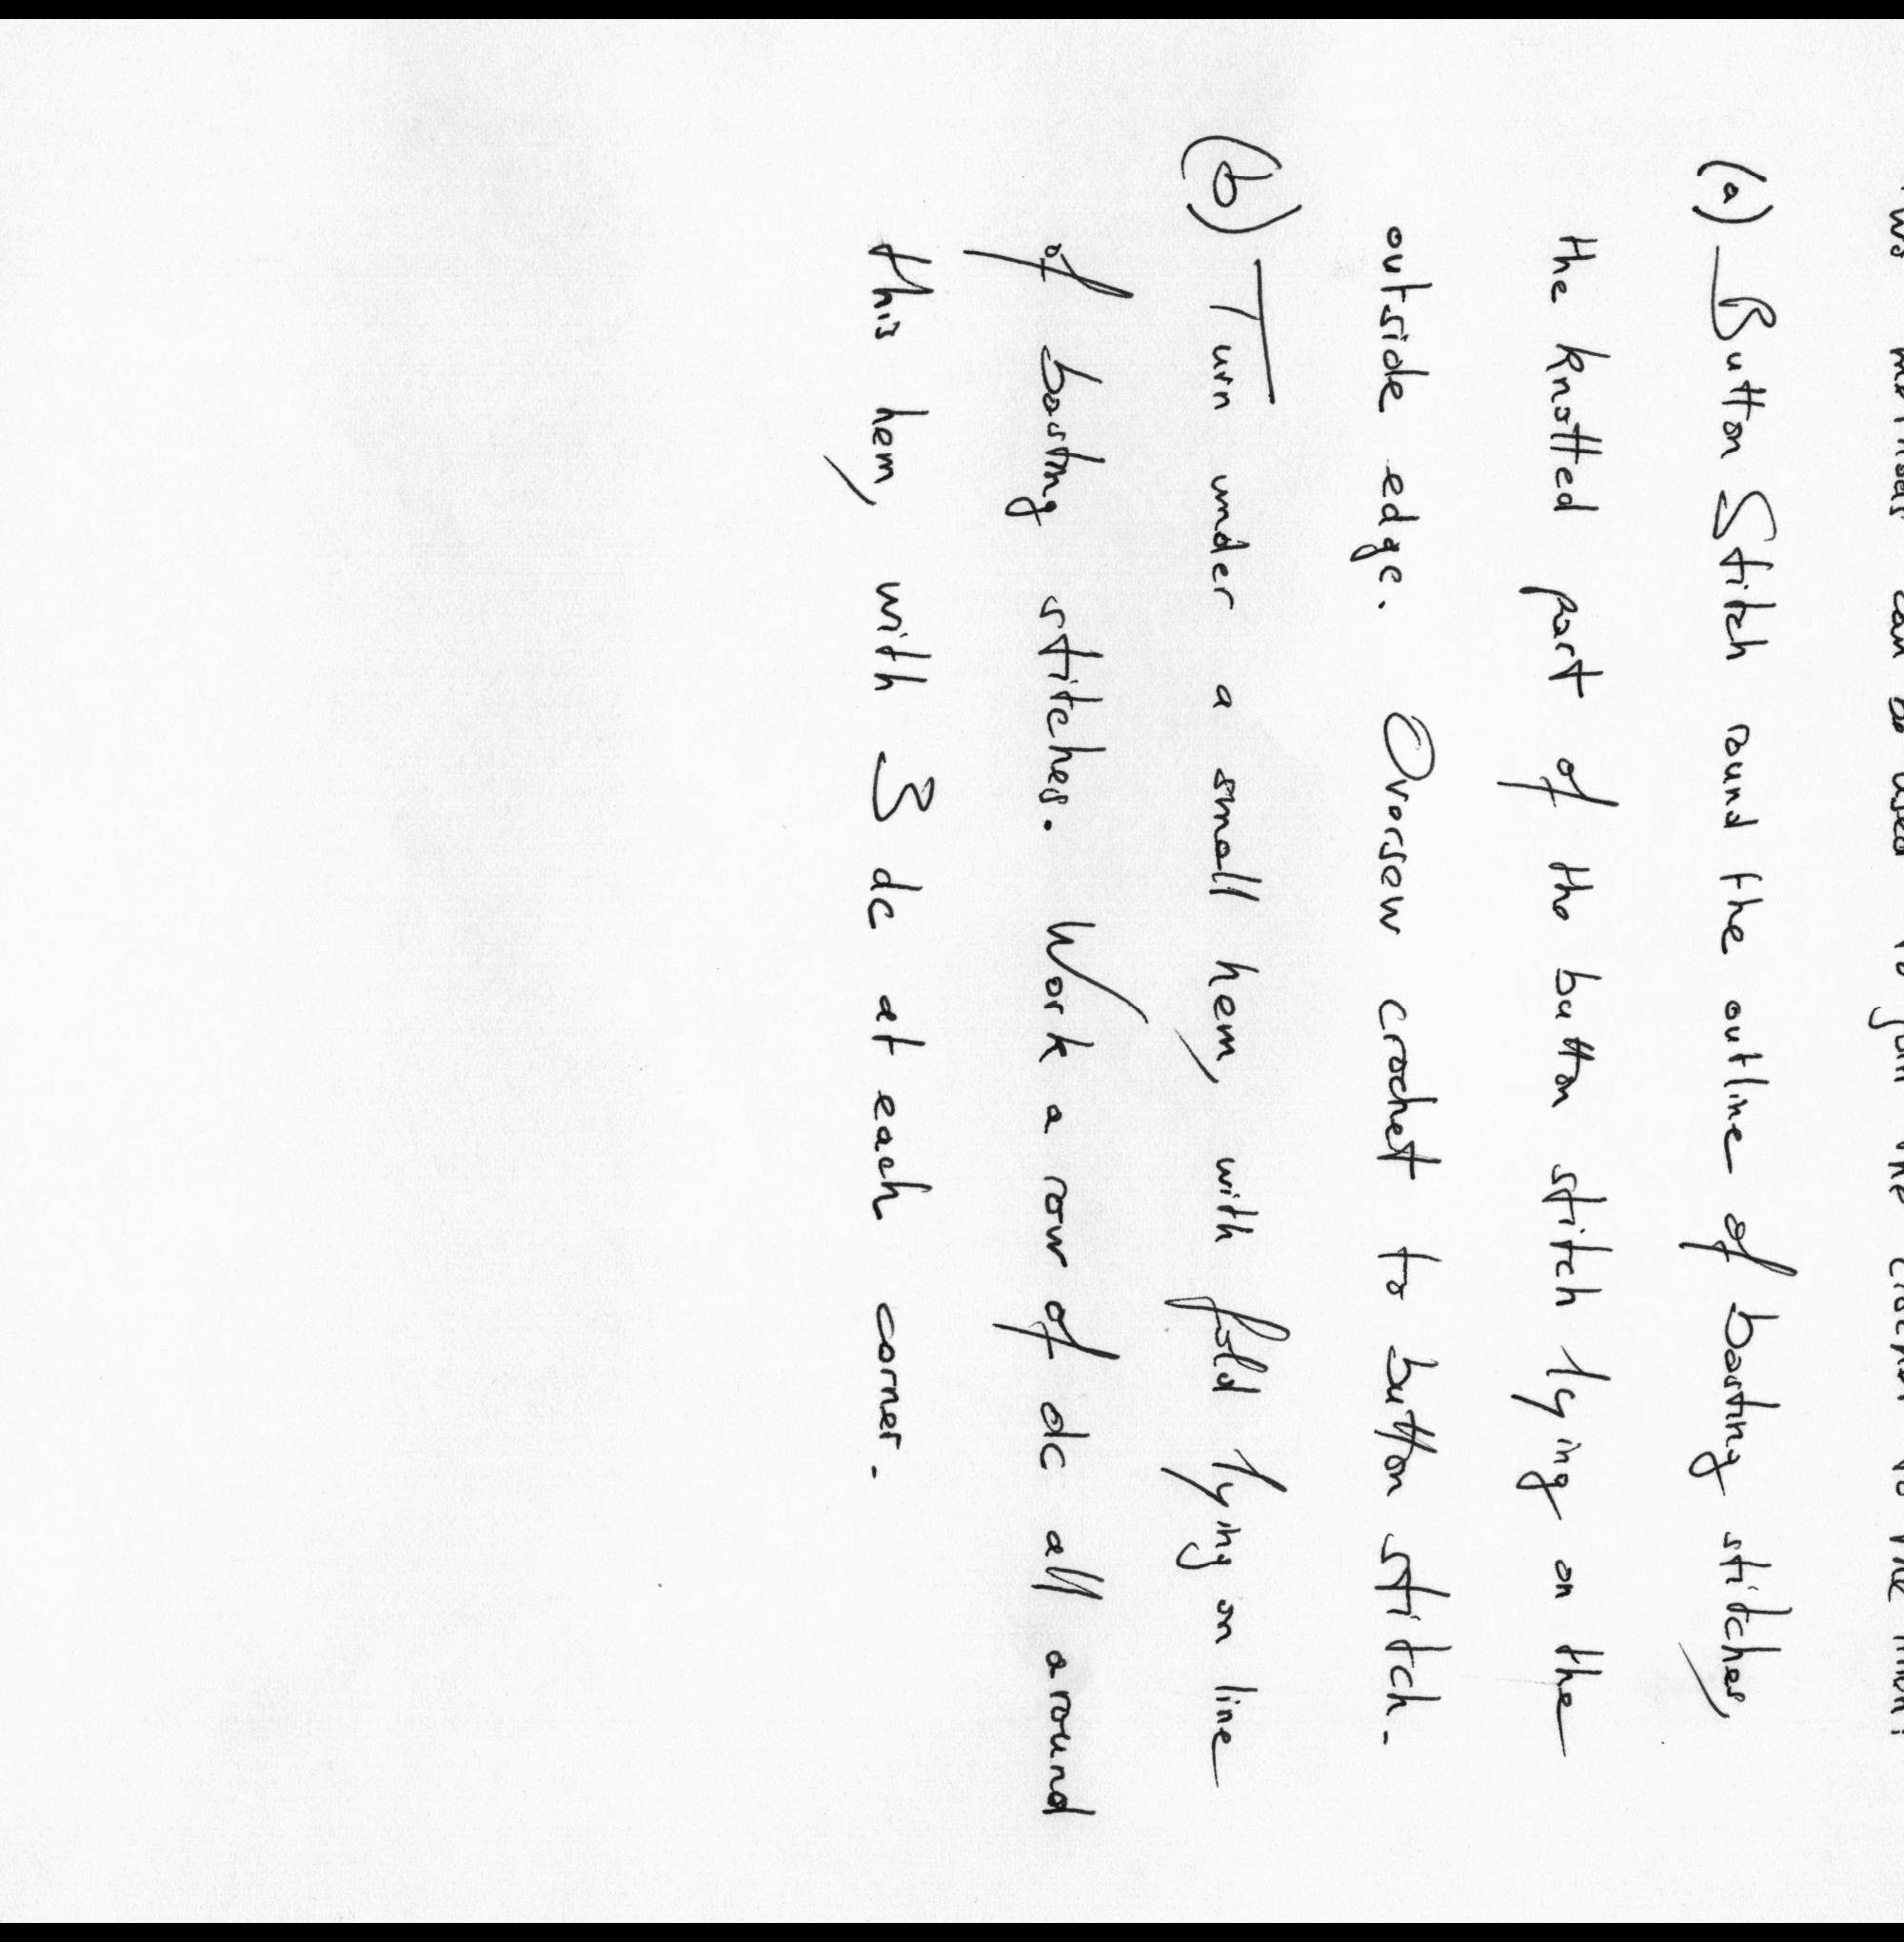 Two methods can be used to join the crochet to the linen:
(a) Button Stitch round the outline of basting stitches,
the knotted part of the button stitch lying on the
outside edge. Oversew crochet to button stitch.
(b) Turn under a small hem, with fold lying on line
of basting stitches. Work a row of dc all around
this hem, with 3 dc at each corner.